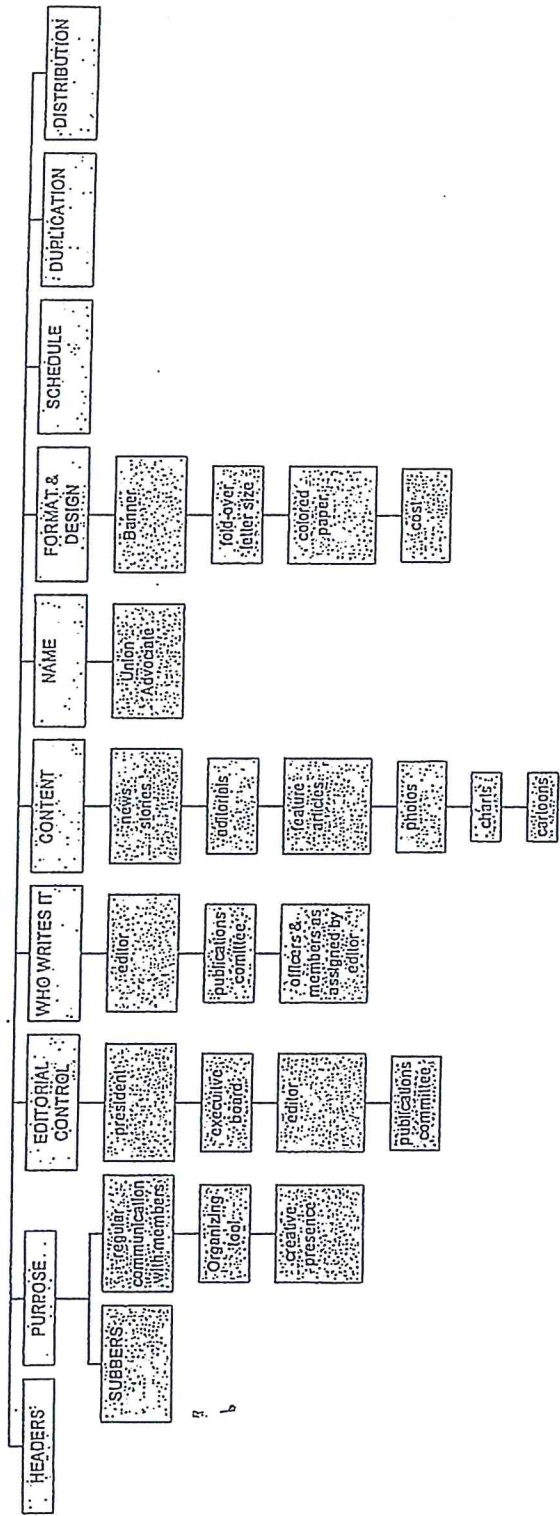 HEADERS
PURPOSE
EDITORIAL
CONTROL
WHO WRITES IT
CONTENT
NAME
FORMAT &
DESIGN
SCHEDULE
DUPLICATION
DISTRIBUTION
SUBBERS
regular
communication
with members
Organizing
tool
creative
presence
president
executive
board
editor
publications
committee
editor
publications
comittee
officers &
members as
assigned by
editor
news
stories
editorials
feature
articles
photos
charts
cartoons
Union
Advocate
Banner
fold-over
letter size
colored
paper
cost